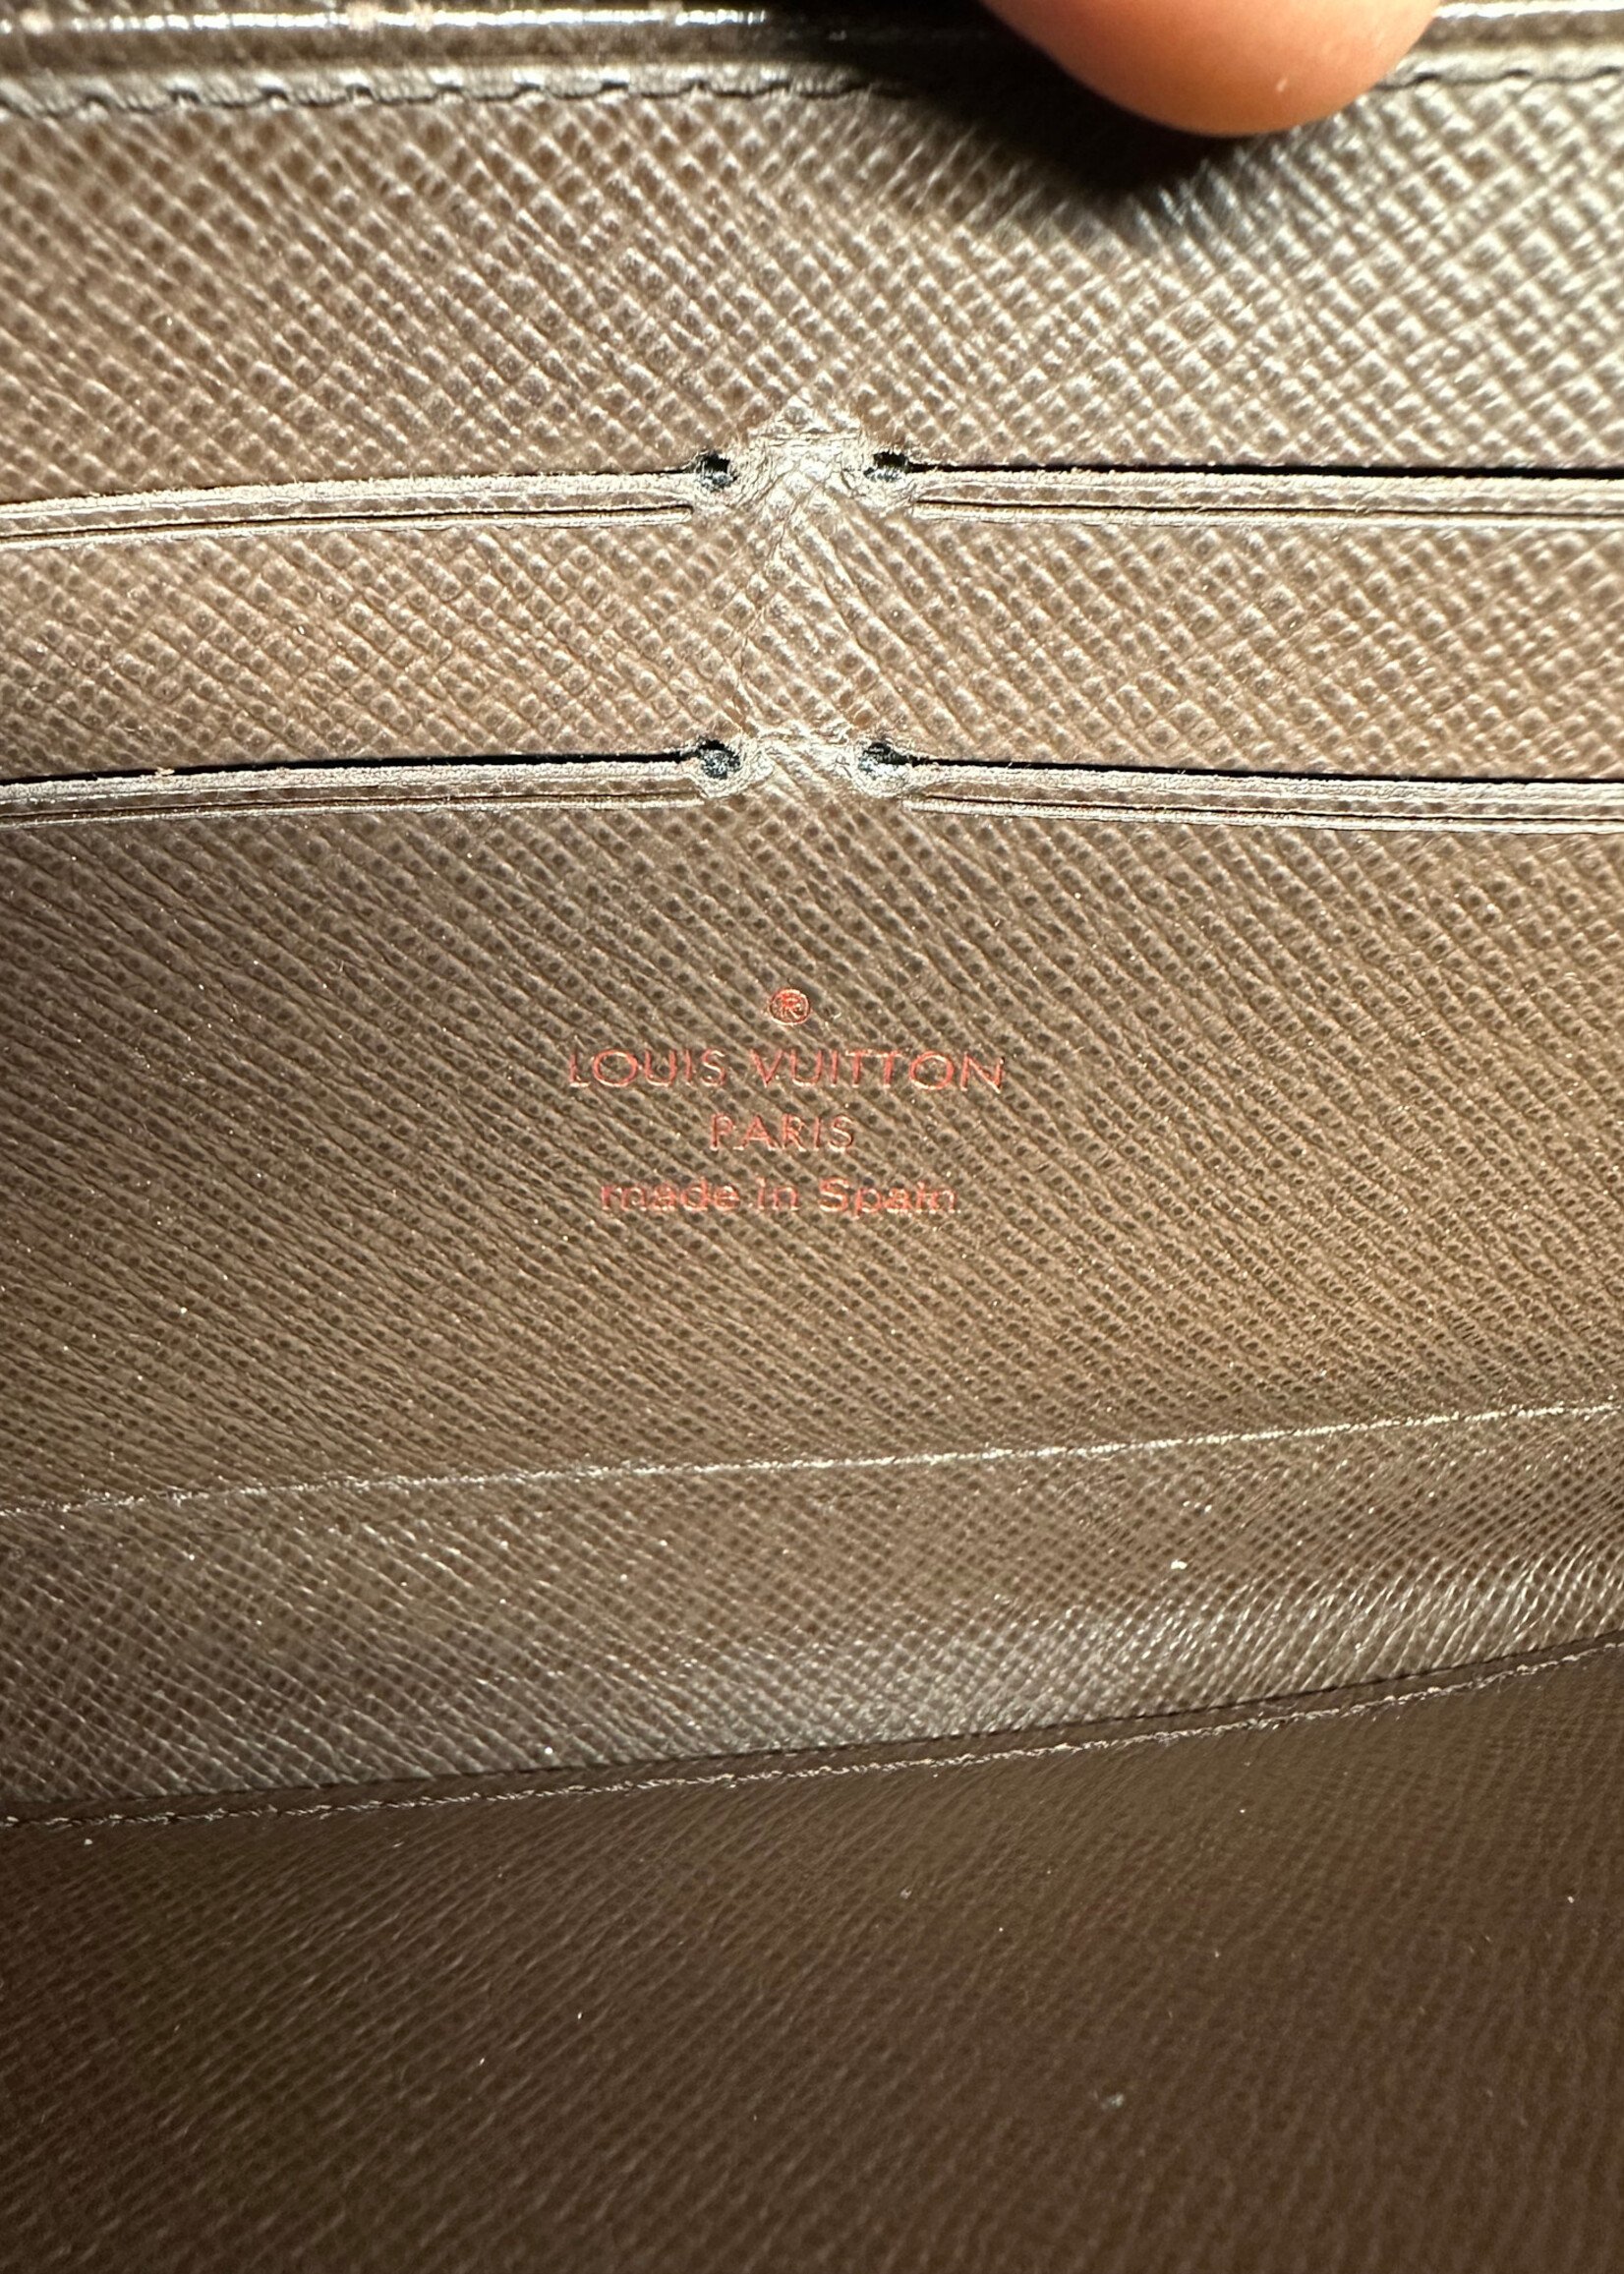 ®
LOUIS VUITTON
PARIS
made in Spain